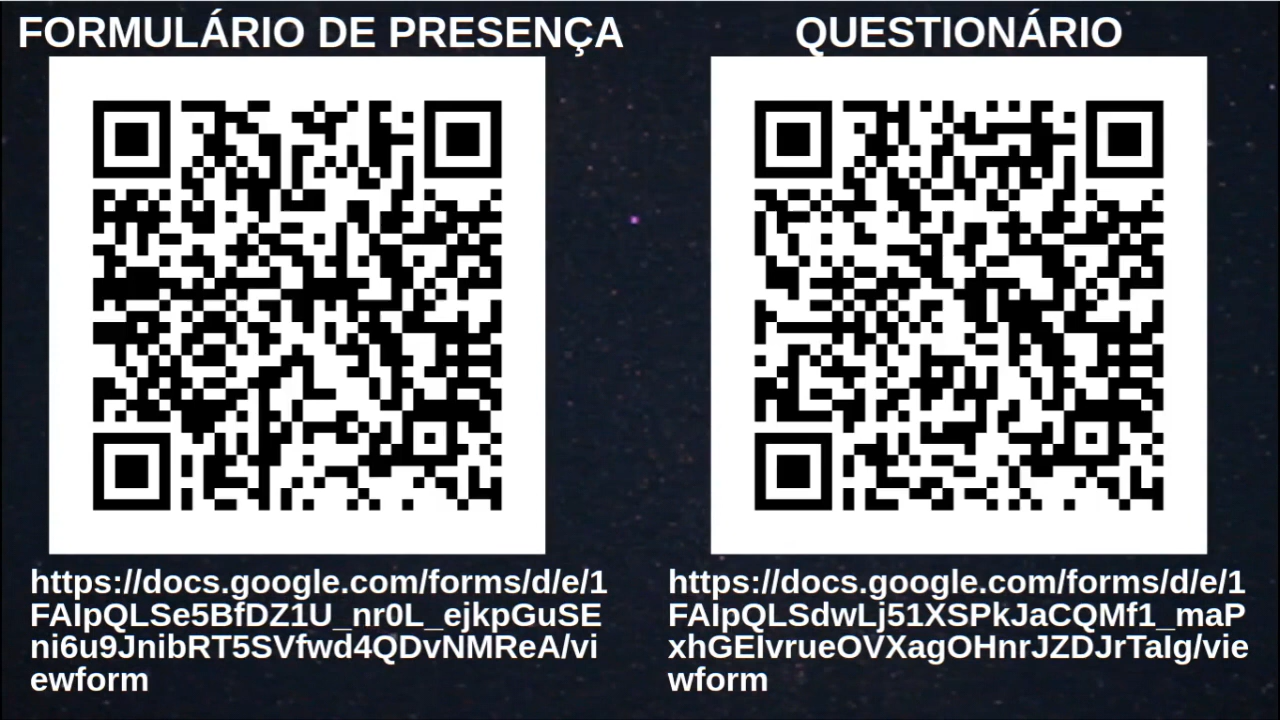 FORMULÁRIO DE PRESENÇA
https://docs.google.com/forms/d/e/1
FAIpQLSe5BfDZ1U_nr0L_ejkpGuSE
ni6u9JnibRT5SVfwd4QDvNMReA/vi
ewform
QUESTIONÁRIO
https://docs.google.com/forms/d/e/1
FAIpQLSdwLj51XSPkJaCQMf1_maP
xhGEIvrueOVXagOHnrJZDJrTaIg/vie
wform